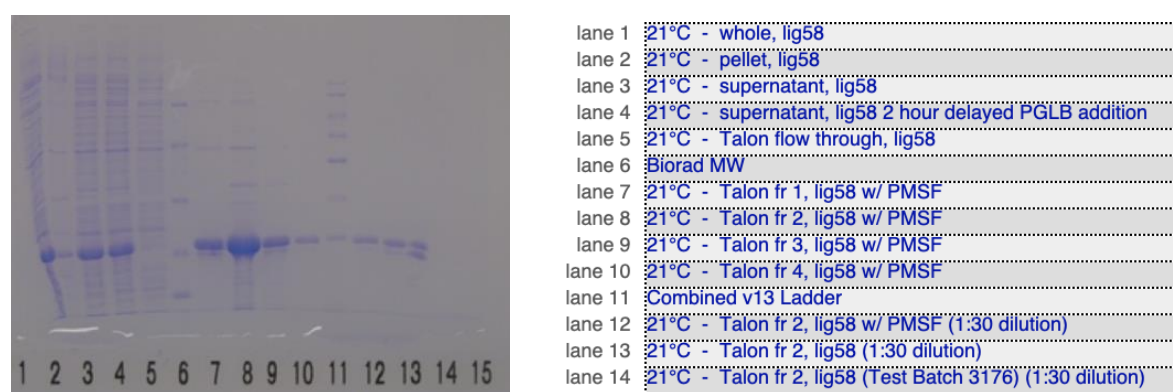 1 2 3 4 5 6 7 8 9 10 11 12 13 14 15
lane 1 21°C - whole, lig58
lane 2 21°C - pellet, lig58
lane 3 21°C - supernatant, lig58
lane 4 21°C - supernatant, lig58 2 hour delayed PGLB addition
lane 5 21°C - Talon flow through, lig58
lane 6 Biorad MW
lane 7 21°C - Talon fr 1, lig58 w/ PMSF
lane 8 21°C - Talon fr 2, lig58 w/ PMSF
lane 9 21°C - Talon fr 3, lig58 w/ PMSF
lane 10 21°C - Talon fr 4, lig58 w/ PMSF
lane 11 Combined v13 Ladder
lane 12 21°C - Talon fr 2, lig58 w/ PMSF (1:30 dilution)
lane 13 21°C - Talon fr 2, lig58 (1:30 dilution)
lane 14 21°C - Talon fr 2, lig58 (Test Batch 3176) (1:30 dilution)